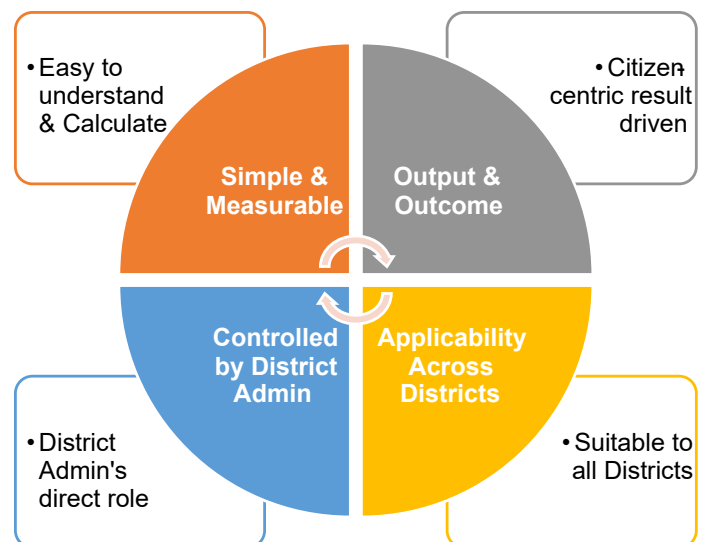 • Easy to
understand
& Calculate
• Citizen-
centric result
driven
Simple &
Measurable
Output &
Outcome
Controlled
by District
Admin
Applicability
Across
Districts
• District
Admin's
direct role
• Suitable to
all Districts